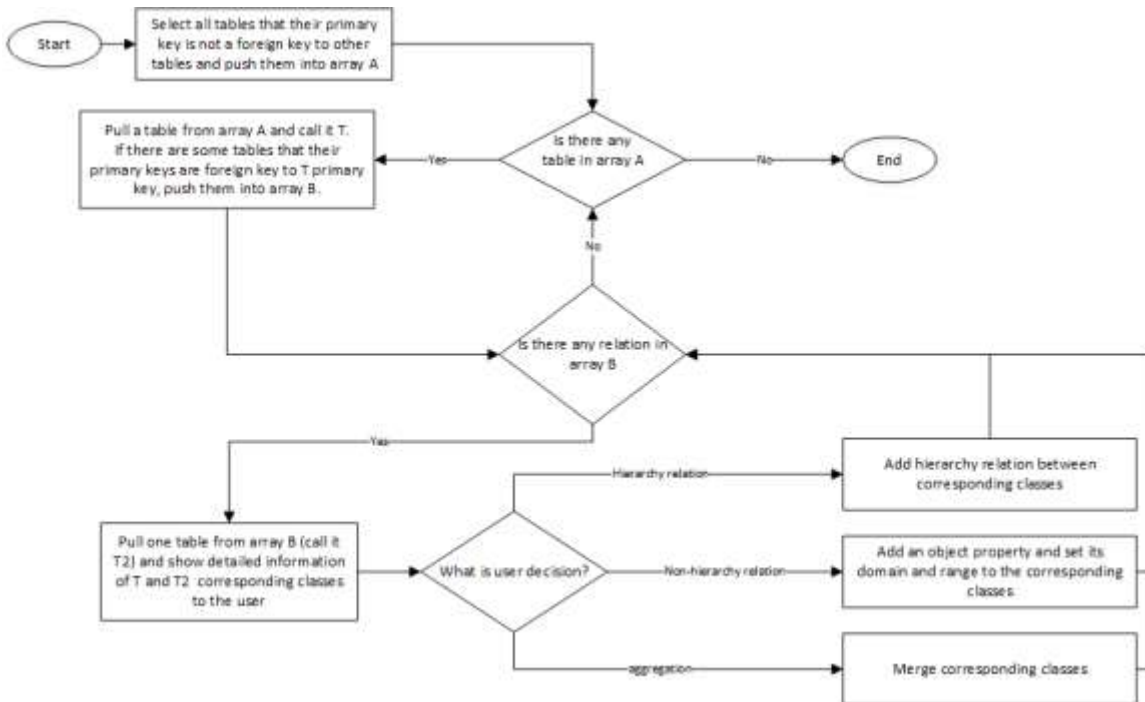 Start
Select all tables that their primary
key is not a foreign key to other
tables and push them into array A
Pull a table from array A and call it T.
If there are some tables that their
primary keys are foreign key to T primary
key, push them into array B.
Yes
Is there any
table in array A
No
End
No
Is there any relation in
array B
Yes
Hierarchy relation
Add hierarchy relation between
corresponding classes
Pull one table from array B (call it
T2) and show detailed information
of T and T2 corresponding classes
to the user
What is user decision?
Non-hierarchy relation
Add an object property and set its
domain and range to the corresponding
classes
aggregation
Merge corresponding classes